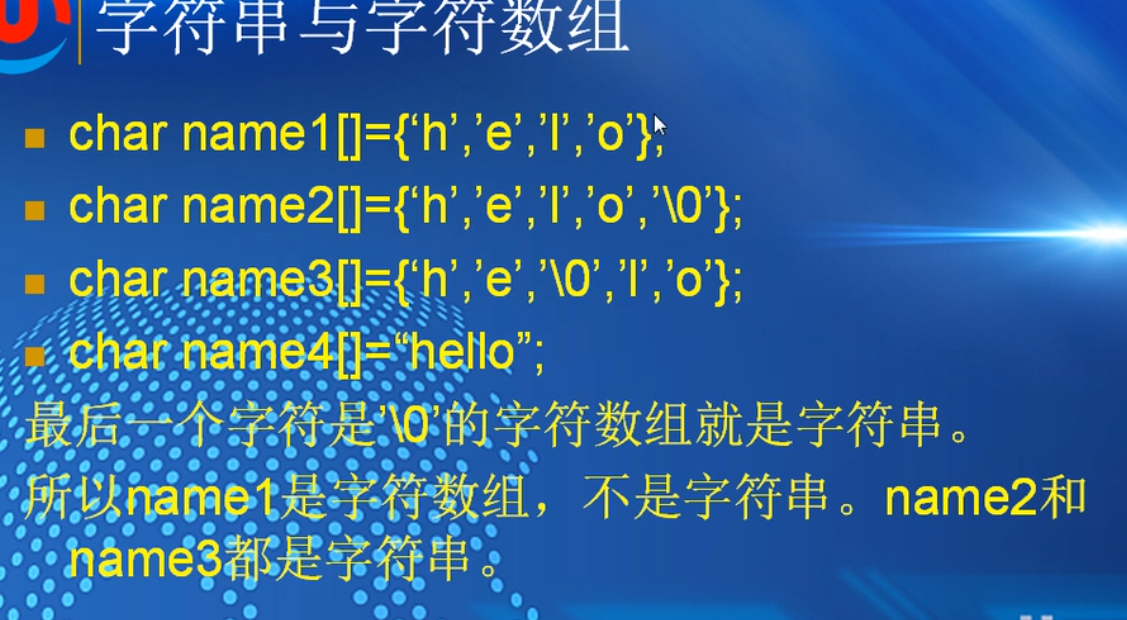 字符串与字符数组
char name1[]={‘h’,’e’,’l’,’o’};
char name2[]={‘h’,’e’,’l’,’o’,’\0’};
char name3[]={‘h’,’e’,’\0’,’l’,’o’};
char name4[]=“hello”;
最后一个字符是’\0’的字符数组就是字符串。
所以name1是字符数组，不是字符串。name2和
name3都是字符串。